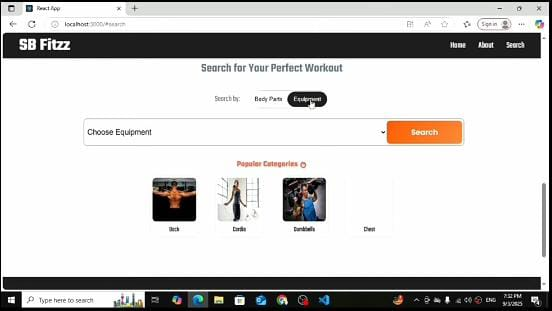 React App
localhost:3000/#search
Sign in
SB Fitzz
Home About Search
Search for Your Perfect Workout
Search by: Body Parts Equipment
Choose Equipment Search
Popular Categories
Back Cardio Dumbbells Chest
Type here to search
ENG
7:32 PM
9/3/2025